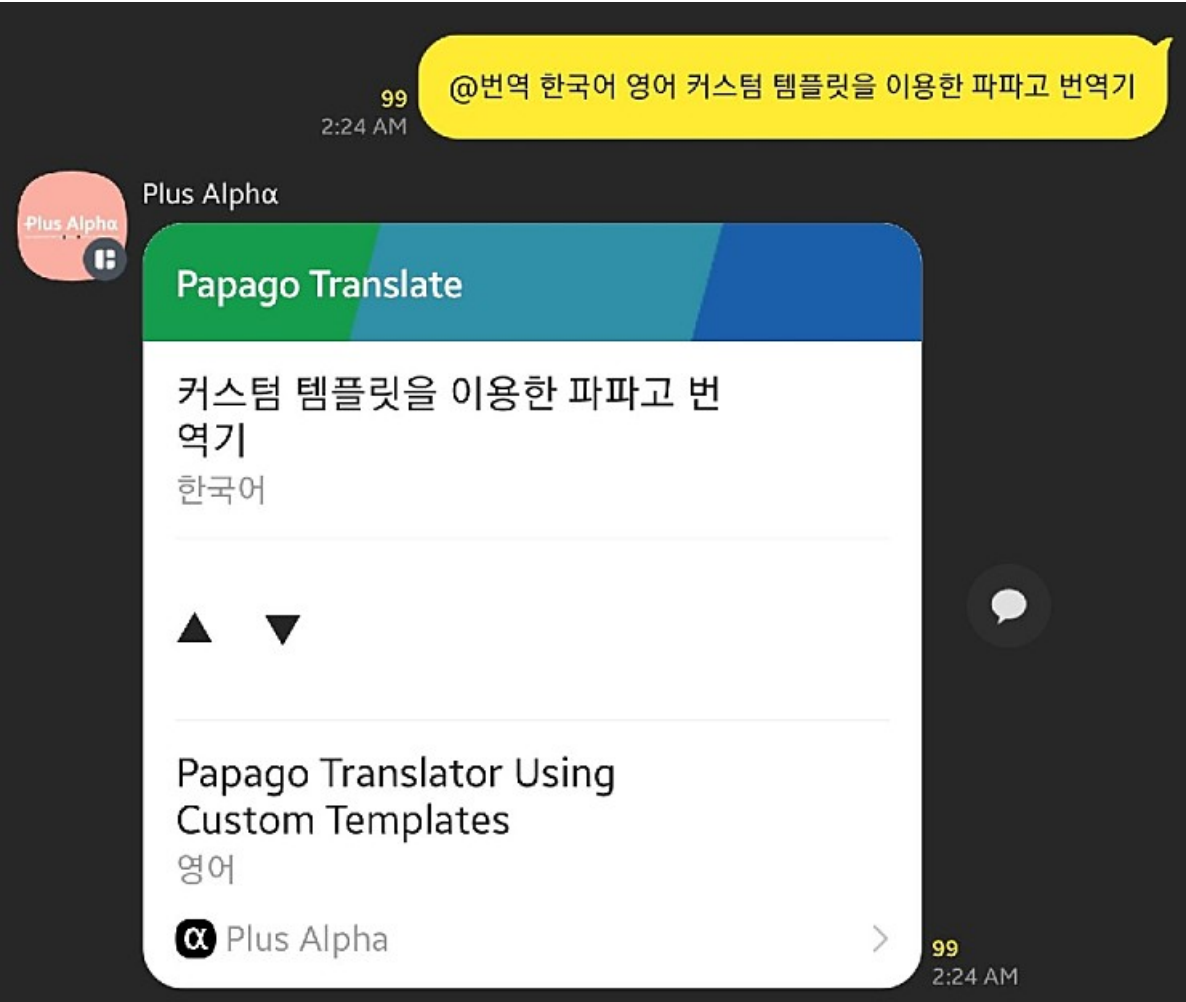 @번역 한국어 영어 커스텀 템플릿을 이용한 파파고 번역기
99
2:24 AM
Plus Alphα
Plus Alphα
Papago Translate
커스텀 템플릿을 이용한 파파고 번
역기
한국어
▲ ▼
Papago Translator Using
Custom Templates
영어
α Plus Alpha
99
2:24 AM